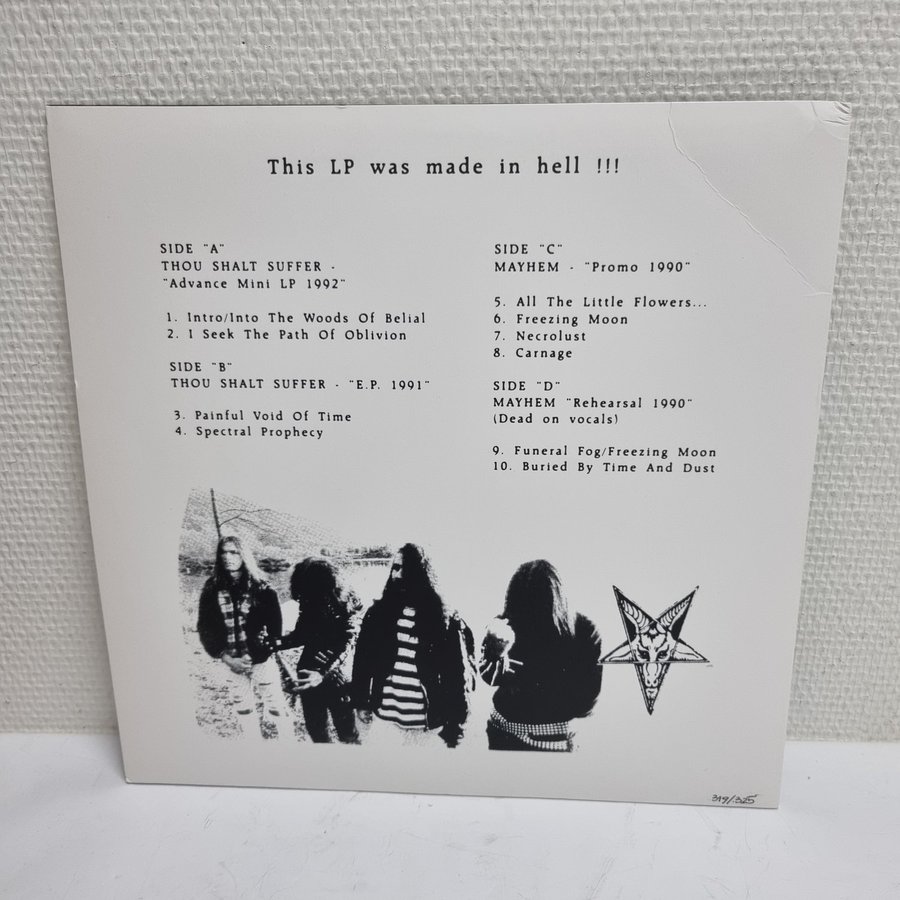 This LP was made in hell !!!
SIDE "A"
THOU SHALT SUFFER -
"Advance Mini LP 1992"
1. Intro/Into The Woods Of Belial
2. I Seek The Path Of Oblivion
SIDE "B"
THOU SHALT SUFFER - "E.P. 1991"
3. Painful Void Of Time
4. Spectral Prophecy
SIDE "C"
MAYHEM - "Promo 1990"
5. All The Little Flowers...
6. Freezing Moon
7. Necrolust
8. Carnage
SIDE "D"
MAYHEM "Rehearsal 1990"
(Dead on vocals)
9. Funeral Fog/Freezing Moon
10. Buried By Time And Dust
319/325